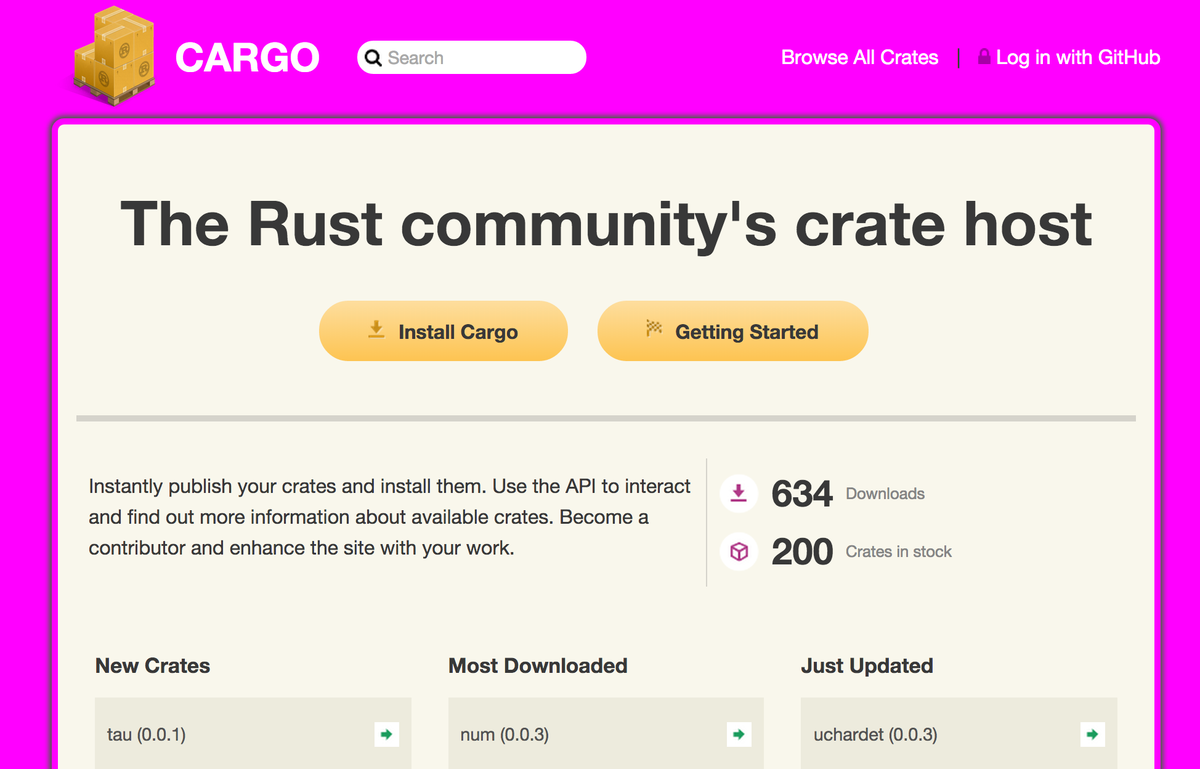 CARGO
Search
Browse All Crates
Log in with GitHub
The Rust community's crate host
Install Cargo
Getting Started
Instantly publish your crates and install them. Use the API to interact
and find out more information about available crates. Become a
contributor and enhance the site with your work.
634 Downloads
200 Crates in stock
New Crates
tau (0.0.1)
Most Downloaded
num (0.0.3)
Just Updated
uchardet (0.0.3)